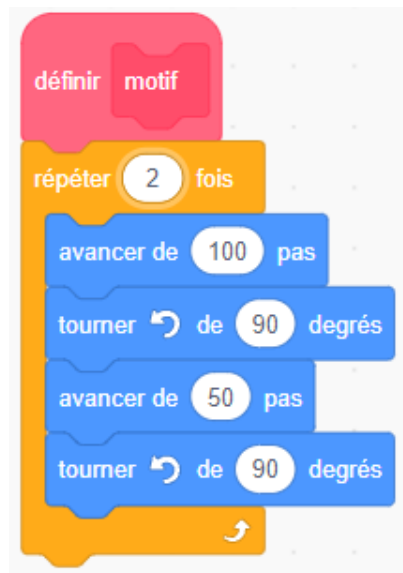 définir motif
répéter 2 fois
avancer de 100 pas
tourner de 90 degrés
avancer de 50 pas
tourner de 90 degrés